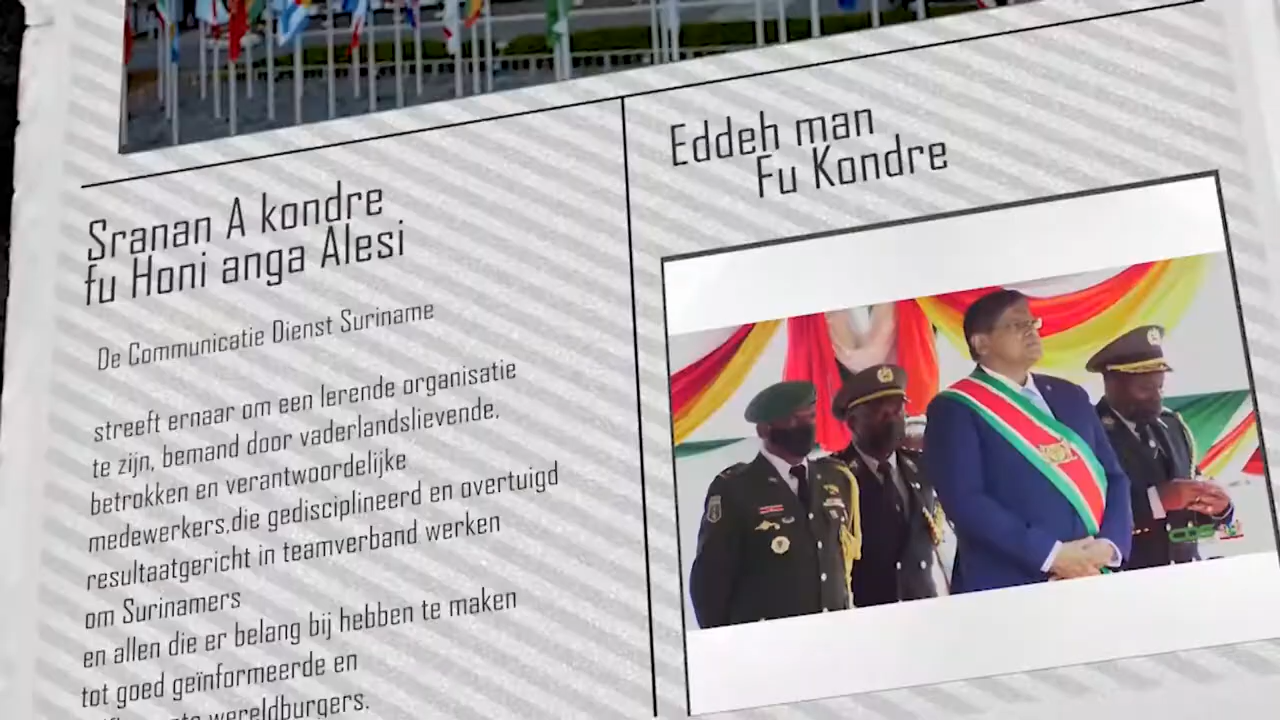 Sranan A kondre
fu Honi anga Alesi
De Communicatie Dienst Suriname
streeft ernaar om een lerende organisatie
te zijn, bemand door vaderlandslievende,
betrokken en verantwoordelijke
medewerkers,die gedisciplineerd en overtuigd
resultaatgericht in teamverband werken
om Surinamers
en allen die er belang bij hebben te maken
tot goed geïnformeerde en
wereldburgers.
Eddeh man
Fu Kondre
CDS